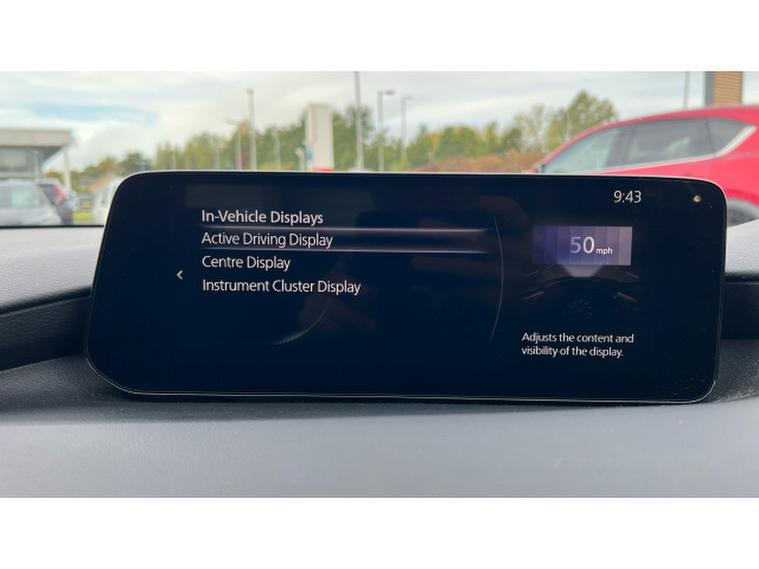 9:43
In-Vehicle Displays
Active Driving Display
Centre Display
Instrument Cluster Display
50 mph
Adjusts the content and
visibility of the display.